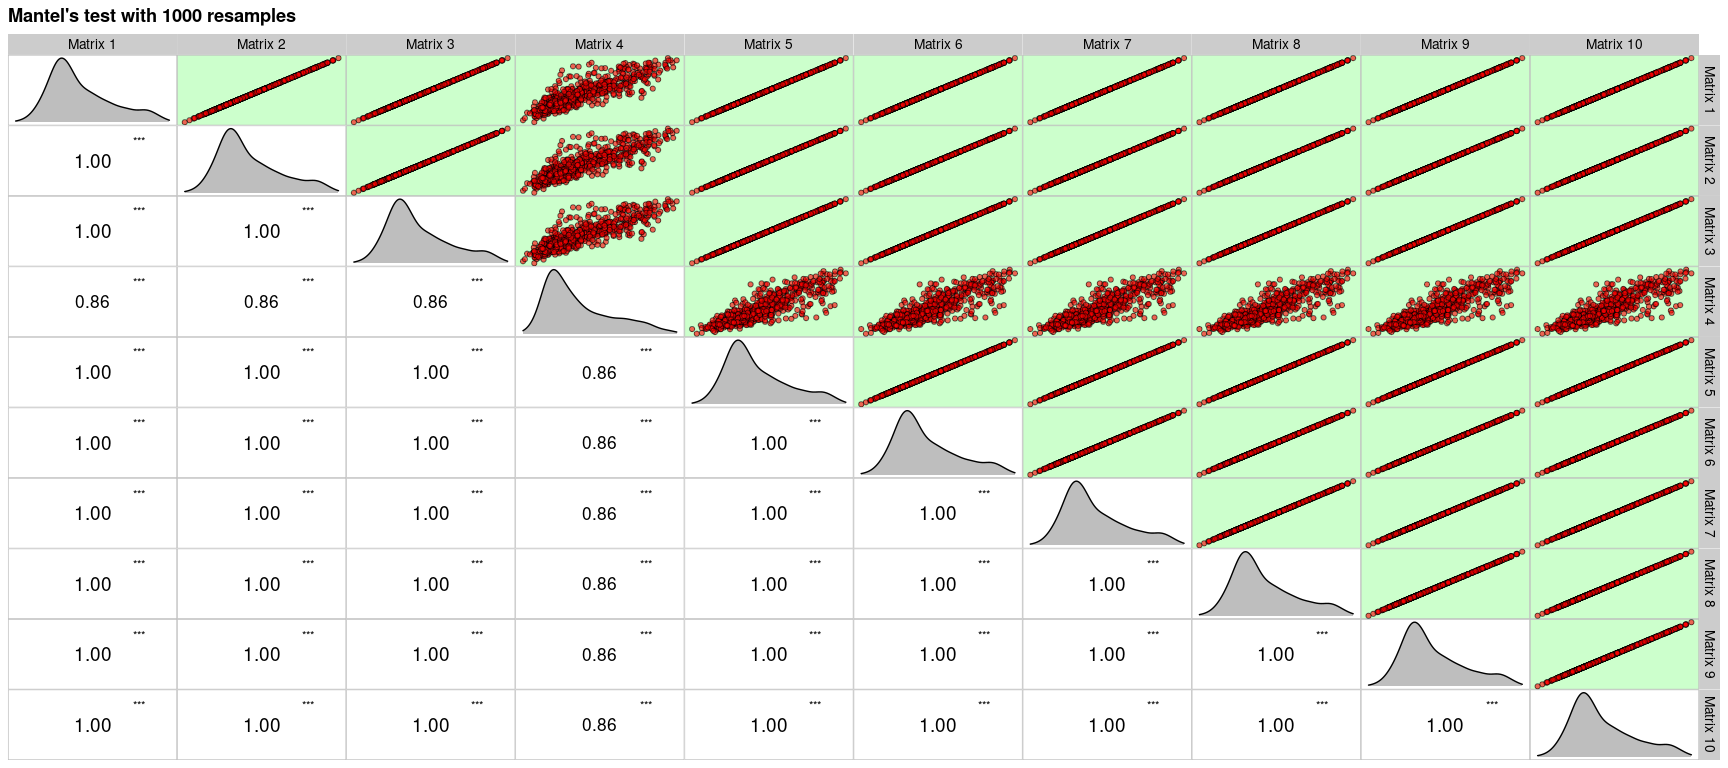 Mantel's test with 1000 resamples
Matrix 1 Matrix 2 Matrix 3 Matrix 4 Matrix 5 Matrix 6 Matrix 7 Matrix 8 Matrix 9 Matrix 10
Matrix 1
*** 
1.00
Matrix 2
*** ***
1.00 1.00
Matrix 3
*** *** ***
0.86 0.86 0.86
Matrix 4
*** *** *** ***
1.00 1.00 1.00 0.86
Matrix 5
*** *** *** *** ***
1.00 1.00 1.00 0.86 1.00
Matrix 6
*** *** *** *** *** ***
1.00 1.00 1.00 0.86 1.00 1.00
Matrix 7
*** *** *** *** *** *** ***
1.00 1.00 1.00 0.86 1.00 1.00 1.00
Matrix 8
*** *** *** *** *** *** *** ***
1.00 1.00 1.00 0.86 1.00 1.00 1.00 1.00
Matrix 9
*** *** *** *** *** *** *** *** ***
1.00 1.00 1.00 0.86 1.00 1.00 1.00 1.00 1.00
Matrix 10